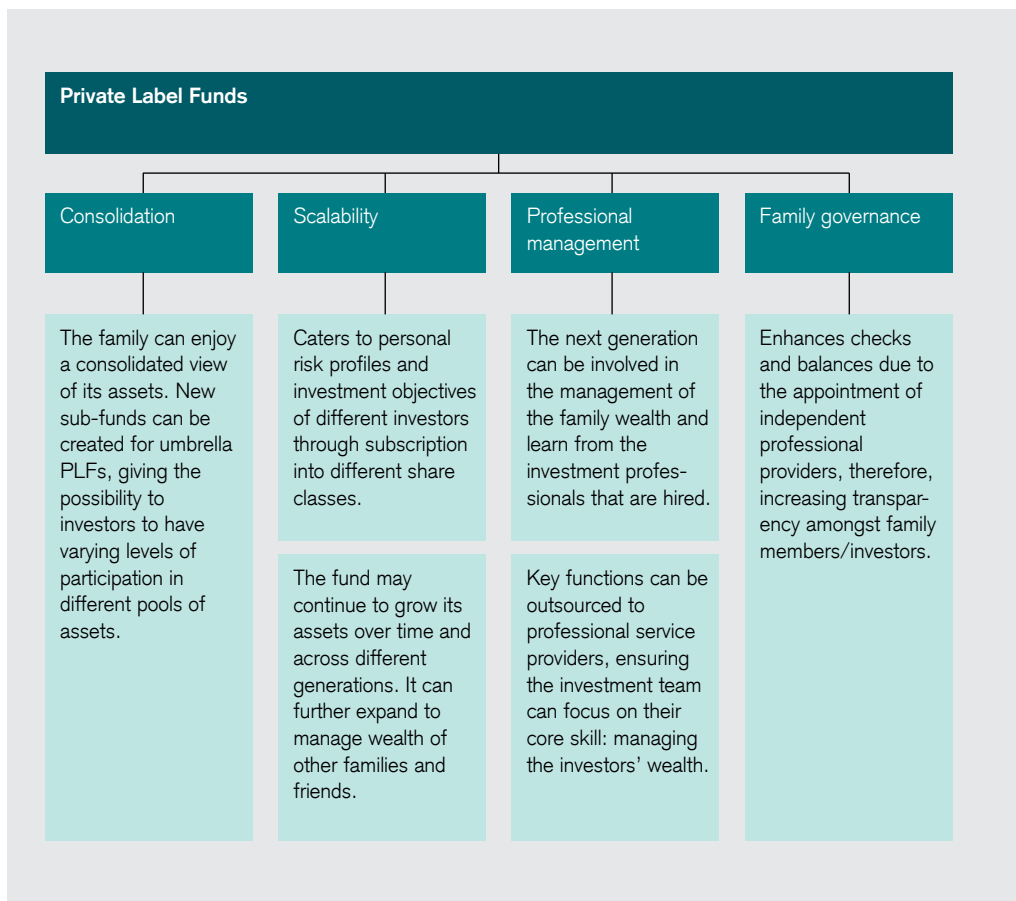 Private Label Funds
Consolidation
The family can enjoy
a consolidated view
of its assets. New
sub-funds can be
created for umbrella
PLFs, giving the
possibility to
investors to have
varying levels of
participation in
different pools of
assets.
Scalability
Caters to personal
risk profiles and
investment objectives
of different investors
through subscription
into different share
classes.
The fund may
continue to grow its
assets over time and
across different
generations. It can
further expand to
manage wealth of
other families and
friends.
Professional
management
The next generation
can be involved in
the management of
the family wealth and
learn from the
investment profes-
sionals that are hired.
Key functions can be
outsourced to
professional service
providers, ensuring
the investment team
can focus on their
core skill: managing
the investors’ wealth.
Family governance
Enhances checks
and balances due to
the appointment of
independent
professional
providers, therefore,
increasing transpar-
ency amongst family
members/investors.